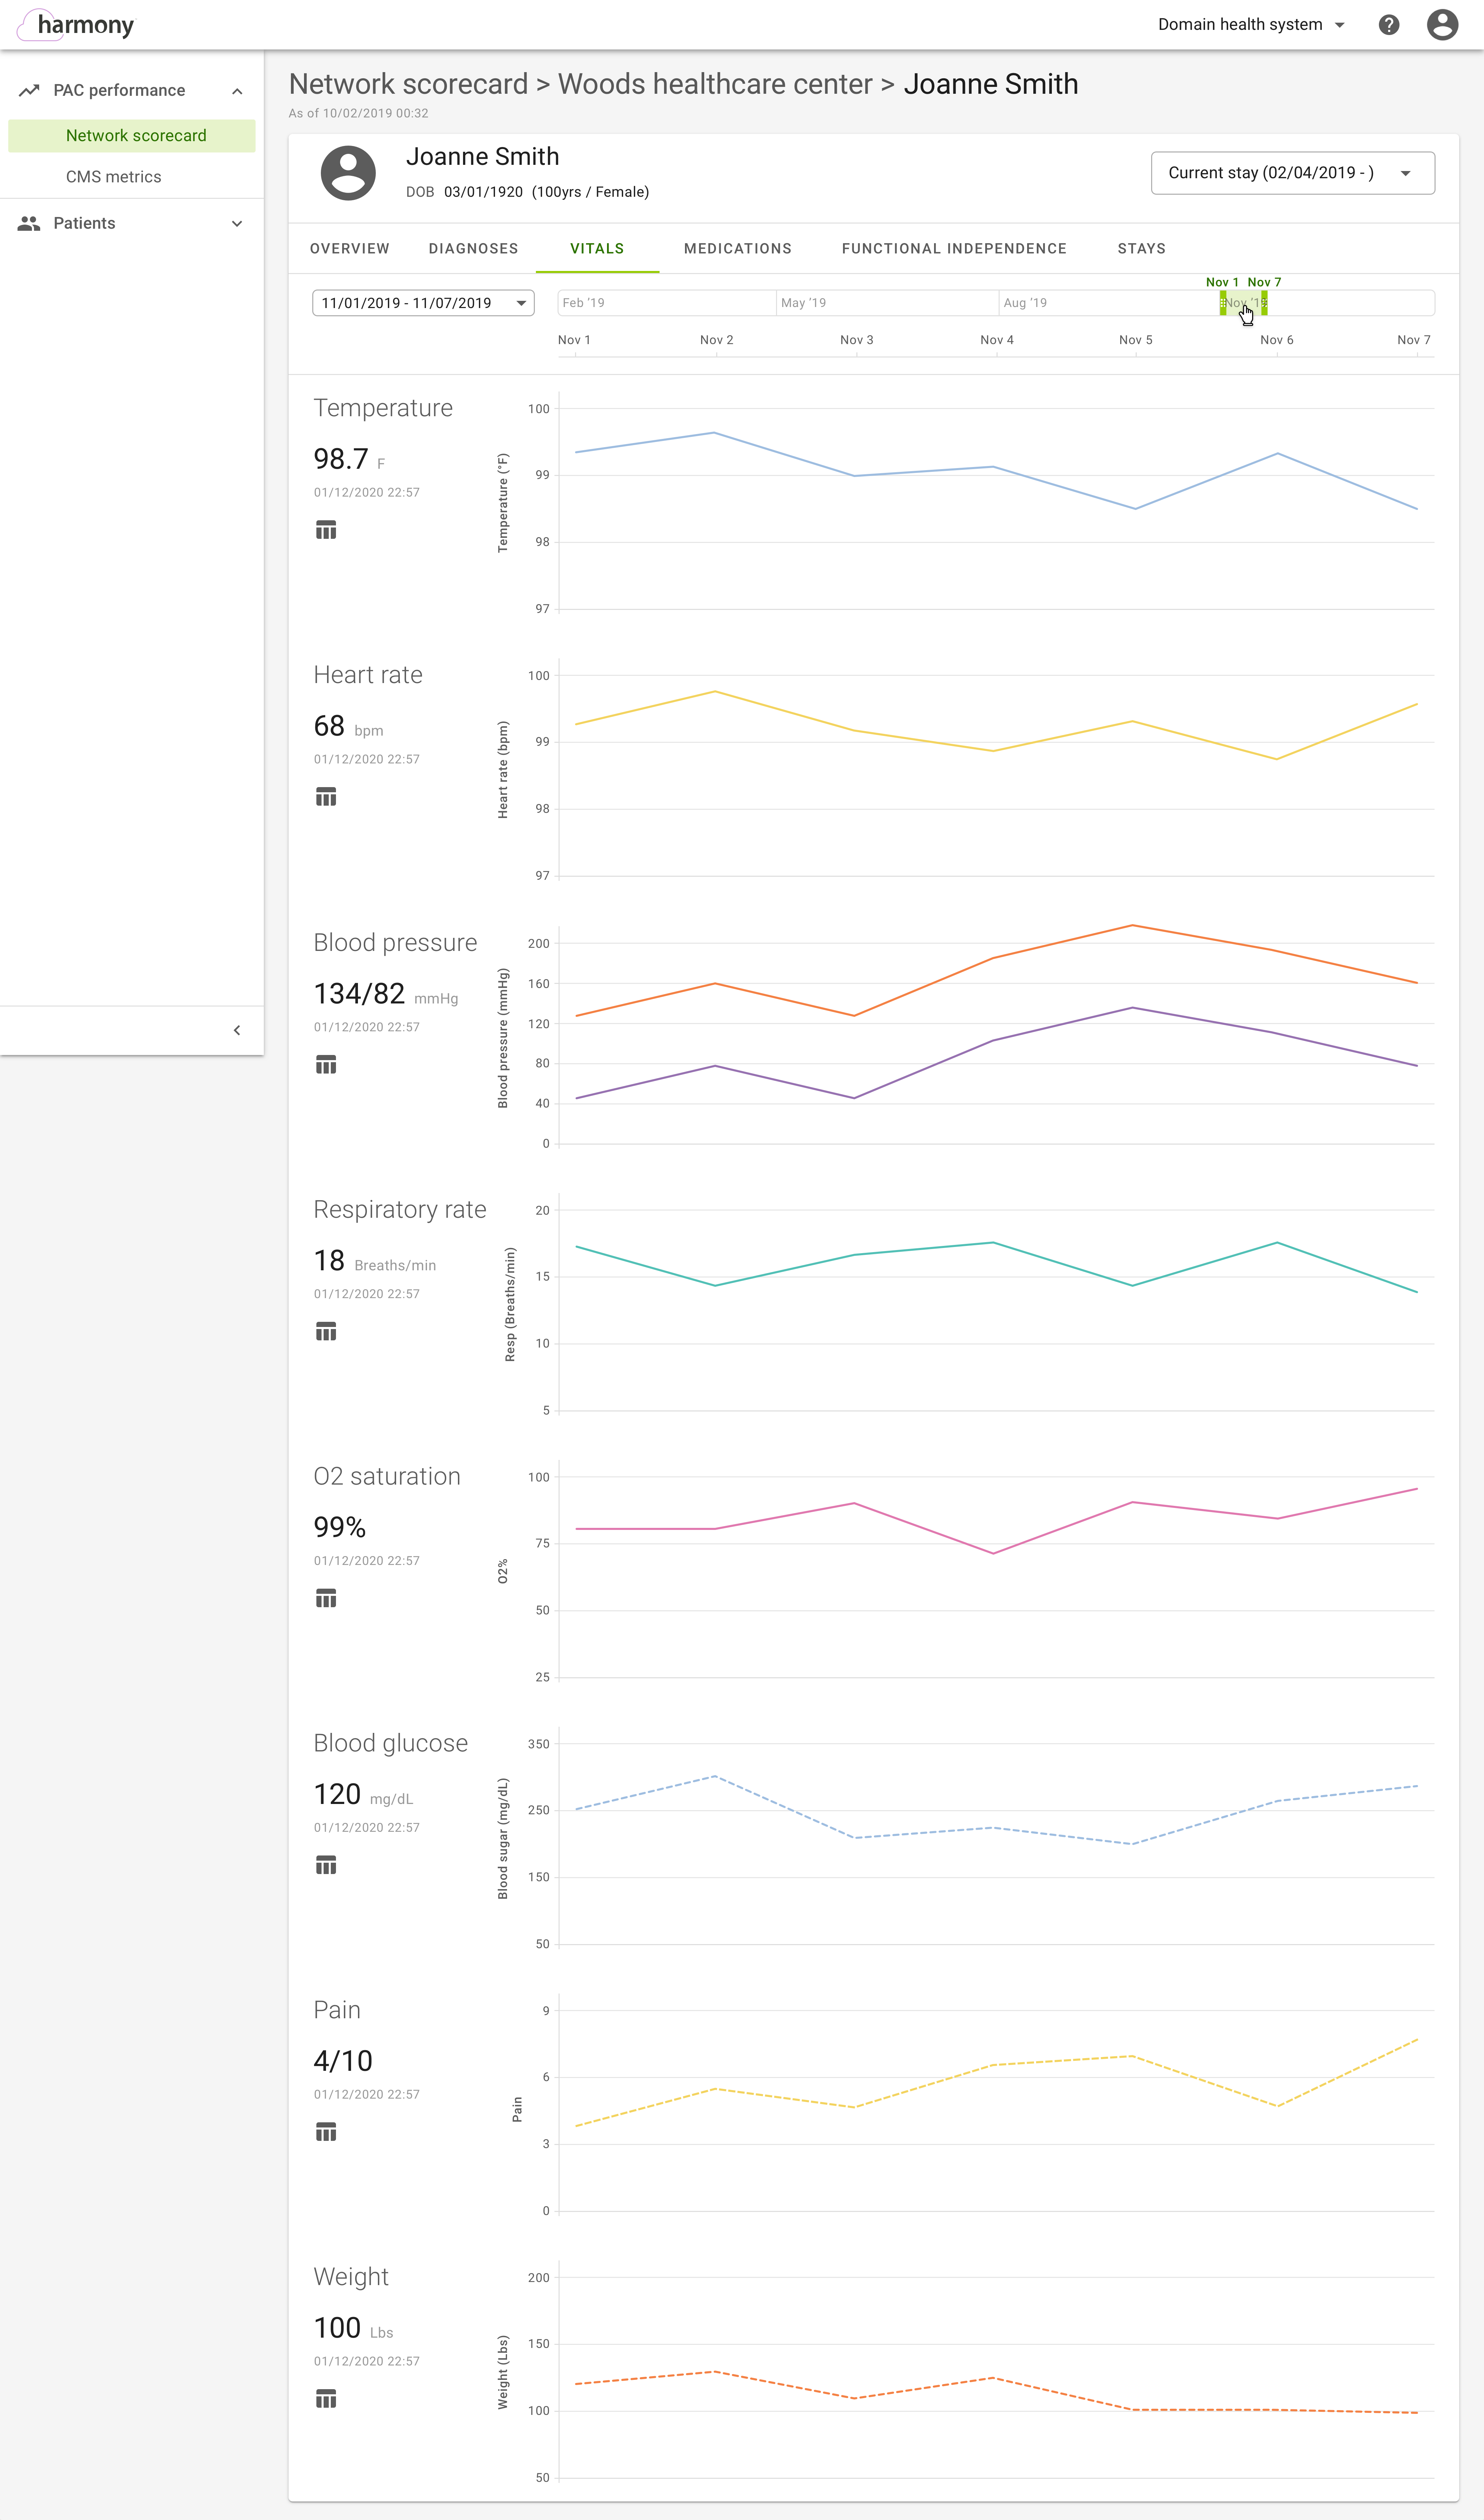 harmony
Domain health system
PAC performance
Network scorecard
CMS metrics
Patients
Network scorecard > Woods healthcare center > Joanne Smith
As of 10/02/2019 00:32
Joanne Smith
DOB 03/01/1920 (100yrs / Female)
Current stay (02/04/2019 - )
OVERVIEW DIAGNOSES VITALS MEDICATIONS FUNCTIONAL INDEPENDENCE STAYS
Nov 1 Nov 7
11/01/2019 - 11/07/2019
Feb '19 May '19 Aug '19 Nov '19
Nov 1 Nov 2 Nov 3 Nov 4 Nov 5 Nov 6 Nov 7
Temperature
98.7 F
01/12/2020 22:57
Temperature (°F)
100
99
98
97
Heart rate
68 bpm
01/12/2020 22:57
Heart rate (bpm)
100
99
98
97
Blood pressure
134/82 mmHg
01/12/2020 22:57
Blood pressure (mmHg)
200
160
120
80
40
0
Respiratory rate
18 Breaths/min
01/12/2020 22:57
Resp (Breaths/min)
20
15
10
5
O2 saturation
99%
01/12/2020 22:57
O2%
100
75
50
25
Blood glucose
120 mg/dL
01/12/2020 22:57
Blood sugar (mg/dL)
350
250
150
50
Pain
4/10
01/12/2020 22:57
Pain
9
6
3
0
Weight
100 Lbs
01/12/2020 22:57
Weight (Lbs)
200
150
100
50